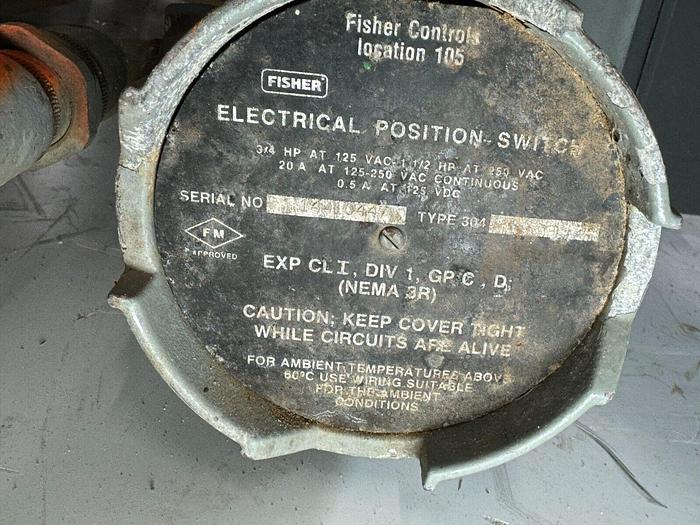 Fisher Controls
location 105
FISHER
ELECTRICAL POSITION SWITCH
3/4 HP AT 125 VAC-1 1/2 HP AT 250 VAC
20 A AT 125-250 VAC CONTINUOUS
0.5 A AT 125 VDC
SERIAL NO TYPE 304
FM
APPROVED
EXP CL I, DIV 1, GP C, D,
(NEMA 3R)
CAUTION; KEEP COVER TIGHT
WHILE CIRCUITS ARE ALIVE
FOR AMBIENT TEMPERATURES ABOVE
60°C USE WIRING SUITABLE
FOR THE AMBIENT
CONDITIONS